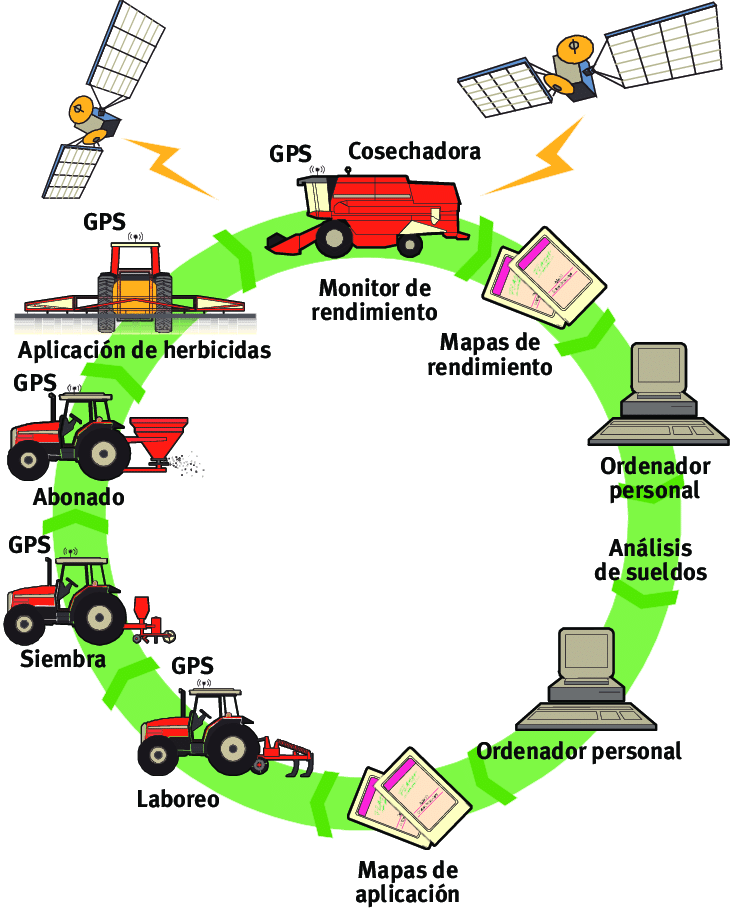 GPS
Cosechadora
Monitor de
rendimiento
Mapas de
rendimiento
Ordenador
personal
Análisis
de sueldos
Ordenador personal
Mapas de
aplicación
GPS
Laboreo
GPS
Siembra
GPS
Abonado
GPS
Aplicación de herbicidas